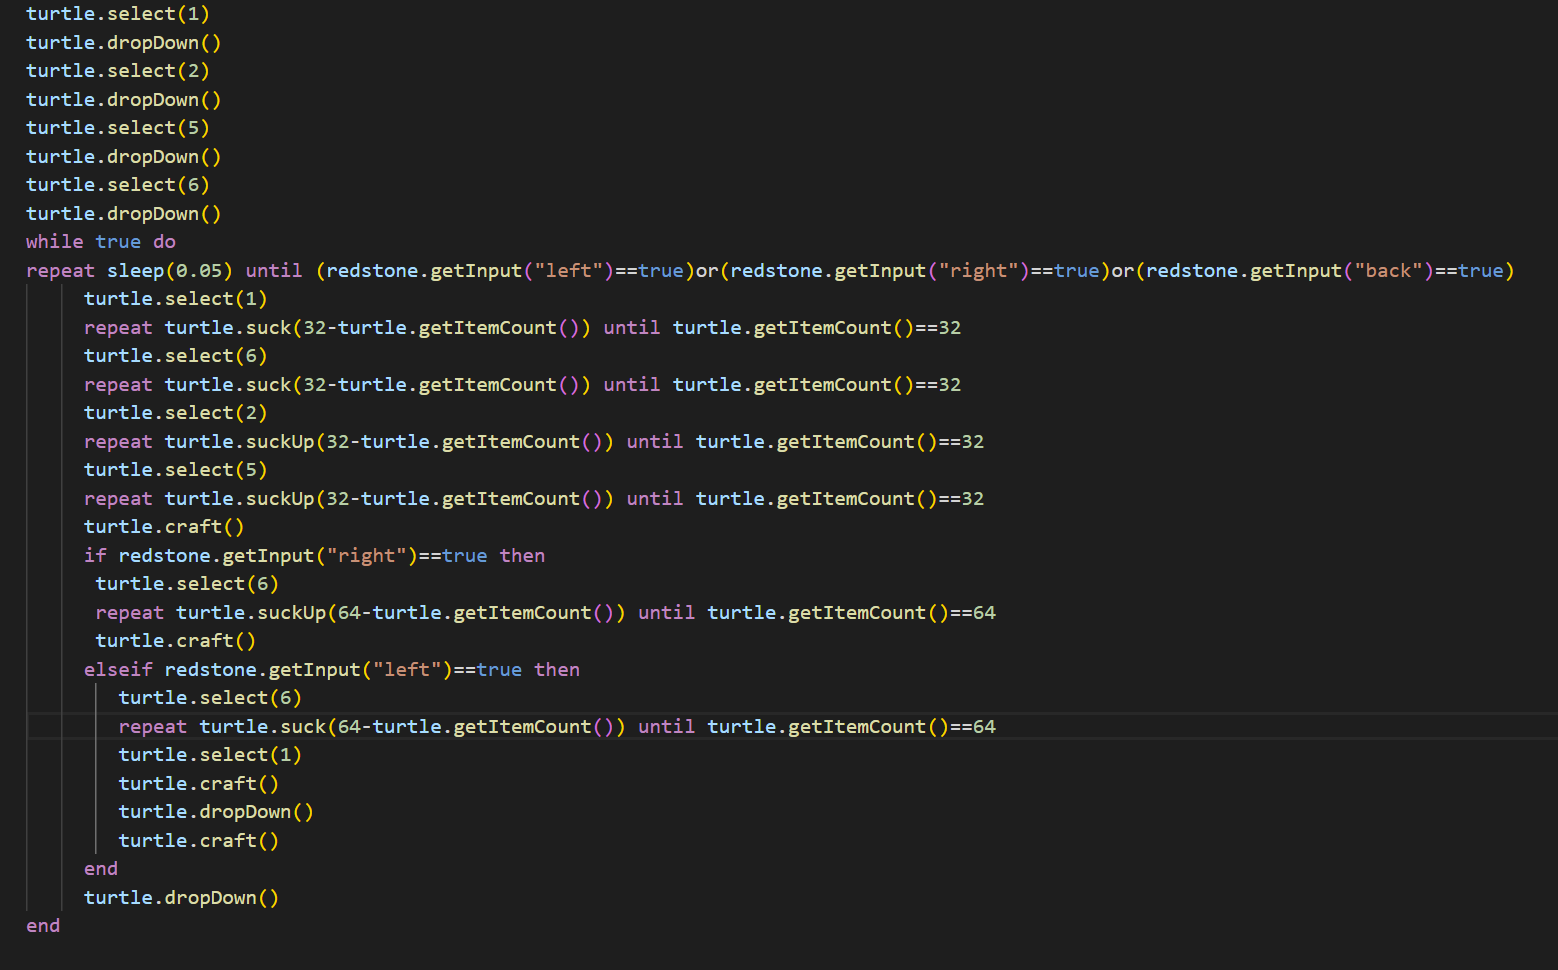 turtle.select(1)
turtle.dropDown()
turtle.select(2)
turtle.dropDown()
turtle.select(5)
turtle.dropDown()
turtle.select(6)
turtle.dropDown()
while true do
repeat sleep(0.05) until (redstone.getInput("left")==true)or(redstone.getInput("right")==true)or(redstone.getInput("back")==true)
     turtle.select(1)
     repeat turtle.suck(32-turtle.getItemCount()) until turtle.getItemCount()==32
     turtle.select(6)
     repeat turtle.suck(32-turtle.getItemCount()) until turtle.getItemCount()==32
     turtle.select(2)
     repeat turtle.suckUp(32-turtle.getItemCount()) until turtle.getItemCount()==32
     turtle.select(5)
     repeat turtle.suckUp(32-turtle.getItemCount()) until turtle.getItemCount()==32
     turtle.craft()
     if redstone.getInput("right")==true then
      turtle.select(6)
      repeat turtle.suckUp(64-turtle.getItemCount()) until turtle.getItemCount()==64
      turtle.craft()
     elseif redstone.getInput("left")==true then
        turtle.select(6)
        repeat turtle.suck(64-turtle.getItemCount()) until turtle.getItemCount()==64
        turtle.select(1)
        turtle.craft()
        turtle.dropDown()
        turtle.craft()
     end
     turtle.dropDown()
end